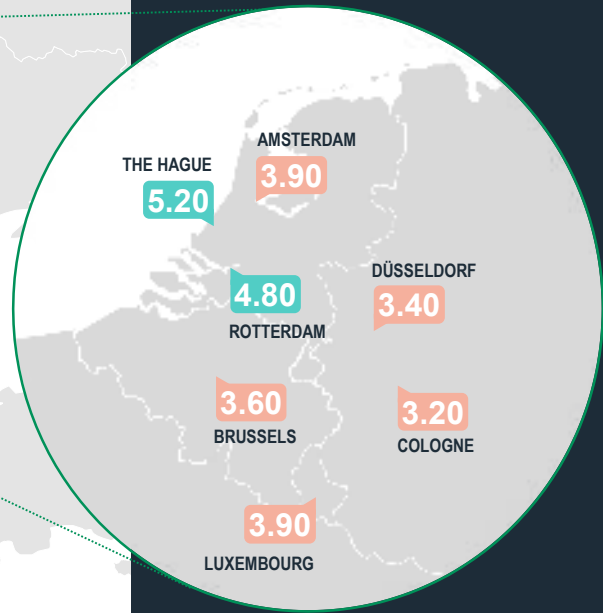 AMSTERDAM
3.90
THE HAGUE
5.20
DÜSSELDORF
3.40
4.80
ROTTERDAM
3.60
BRUSSELS
3.20
COLOGNE
3.90
LUXEMBOURG